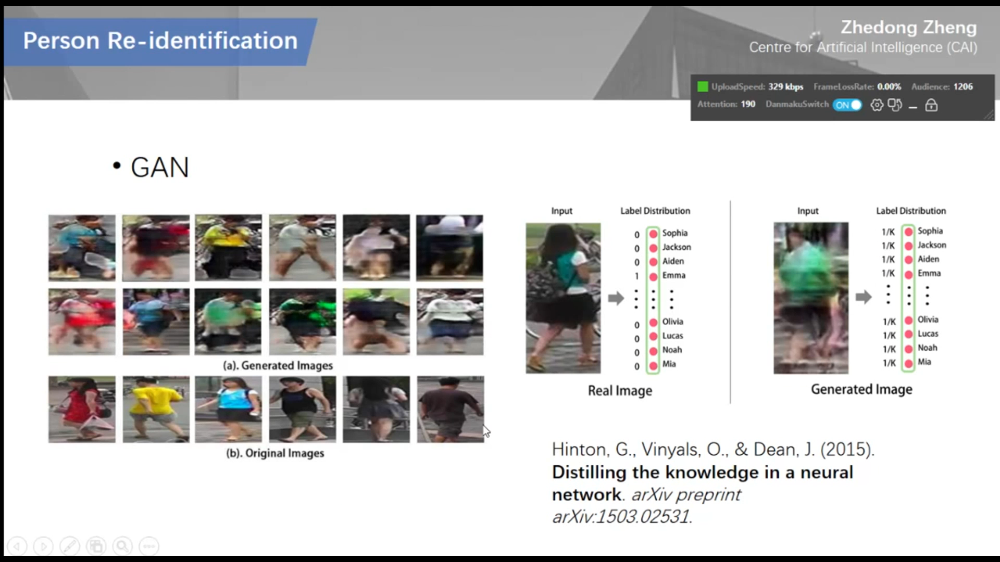 Person Re-identification
Zhedong Zheng
Centre for Artificial Intelligence (CAI)
UploadSpeed: 329 kbps FrameLossRate: 0.00% Audience: 1206
Attention: 190 DanmakuSwitch ON
• GAN
(a). Generated Images
(b). Original Images
Input Label Distribution
0 Sophia
0 Jackson
0 Aiden
1 Emma
0 Olivia
0 Lucas
0 Noah
0 Mia
Real Image
Input Label Distribution
1/K Sophia
1/K Jackson
1/K Aiden
1/K Emma
1/K Olivia
1/K Lucas
1/K Noah
1/K Mia
Generated Image
Hinton, G., Vinyals, O., & Dean, J. (2015).
Distilling the knowledge in a neural
network. arXiv preprint
arXiv:1503.02531.